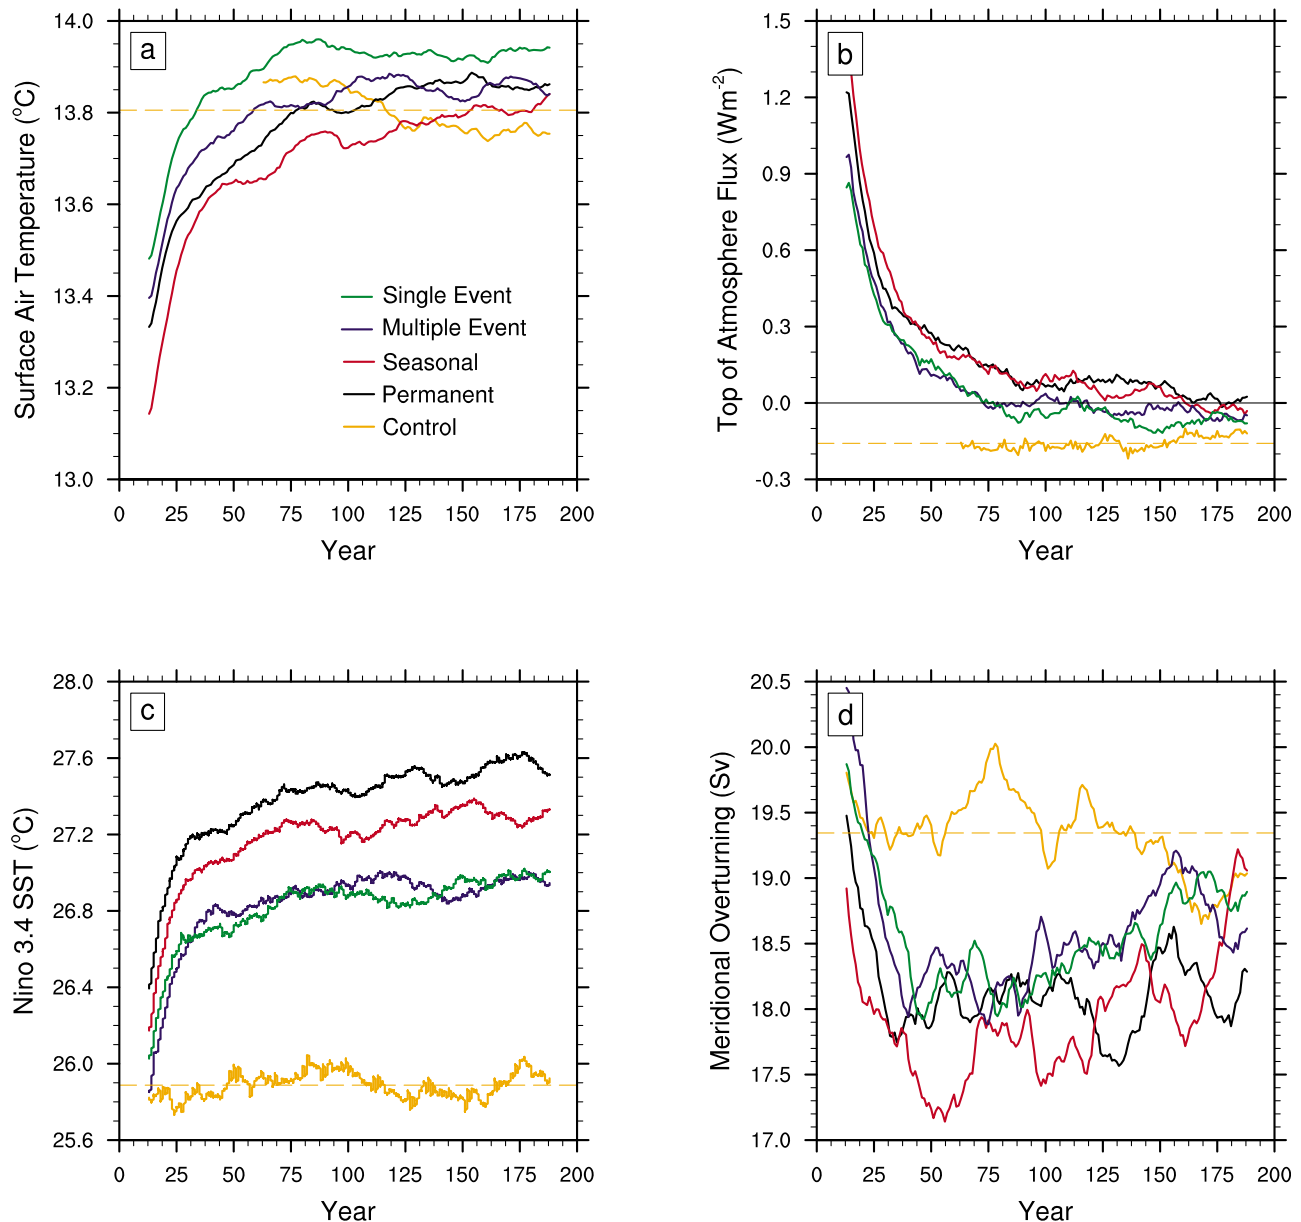 a
Surface Air Temperature (°C)
14.0
13.8
13.6
13.4
13.2
13.0
Single Event
Multiple Event
Seasonal
Permanent
Control
0 25 50 75 100 125 150 175 200
Year
b
Top of Atmosphere Flux (Wm-2)
1.5
1.2
0.9
0.6
0.3
0.0
-0.3
0 25 50 75 100 125 150 175 200
Year
c
Nino 3.4 SST (°C)
28.0
27.6
27.2
26.8
26.4
26.0
25.6
0 25 50 75 100 125 150 175 200
Year
d
Meridional Overturning (Sv)
20.5
20.0
19.5
19.0
18.5
18.0
17.5
17.0
0 25 50 75 100 125 150 175 200
Year